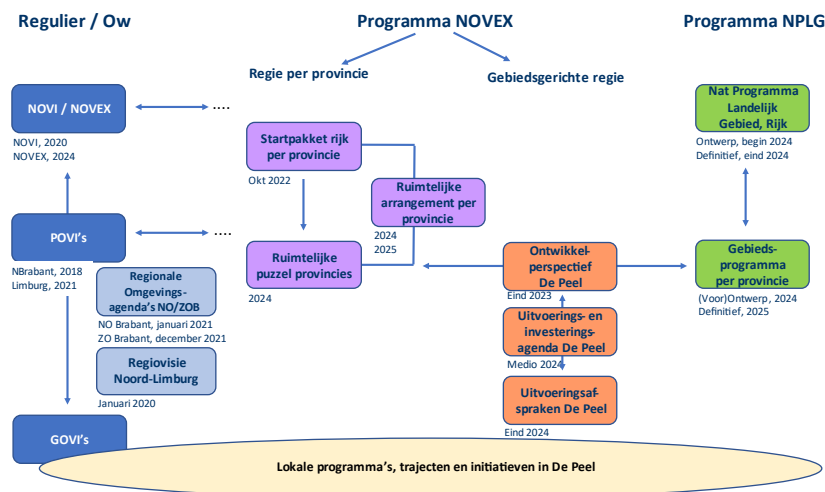 Regulier / Ow
Programma NOVEX
Programma NPLG
Regie per provincie
Gebiedsgerichte regie
NOVI / NOVEX
....
NOVI, 2020
NOVEX, 2024
POVI's
....
NBrabant, 2018
Limburg, 2021
Regionale
Omgevings-
agenda's NO/ZOB
NO Brabant, januari 2021
ZO Brabant, december 2021
Regiovisie
Noord-Limburg
Januari 2020
GOVI's
Startpakket rijk
per provincie
Okt 2022
Ruimtelijke
arrangement per
provincie
2024
2025
Ruimtelijke
puzzel provincies
2024
Ontwikkel-
perspectief
De Peel
Eind 2023
Uitvoerings- en
investerings-
agenda De Peel
Medio 2024
Uitvoeringsaf-
spraken De Peel
Eind 2024
Nat Programma
Landelijk
Gebied, Rijk
Ontwerp, begin 2024
Definitief, eind 2024
Gebieds-
programma
per provincie
(Voor)Ontwerp, 2024
Definitief, 2025
Lokale programma's, trajecten en initiatieven in De Peel